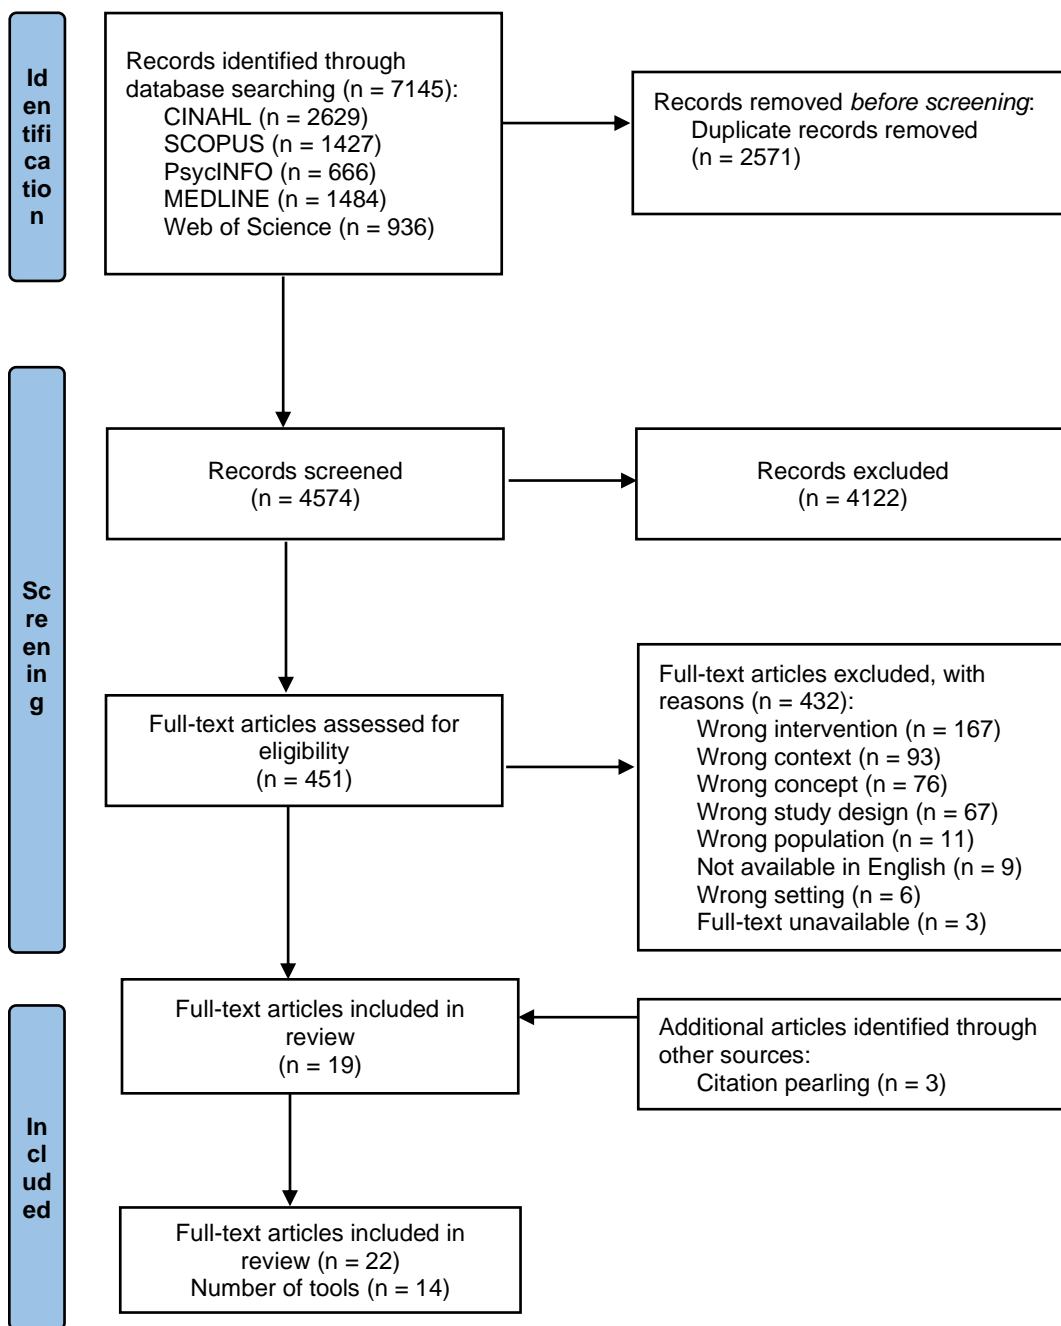 Id
en
tifi
ca
tio
n
Records identified through
database searching (n = 7145):
CINAHL (n = 2629)
SCOPUS (n = 1427)
PsycINFO (n = 666)
MEDLINE (n = 1484)
Web of Science (n = 936)
Records removed before screening:
Duplicate records removed
(n = 2571)
Sc
re
en
in
g
Records screened
(n = 4574)
Records excluded
(n = 4122)
Full-text articles assessed for
eligibility
(n = 451)
Full-text articles excluded, with
reasons (n = 432):
Wrong intervention (n = 167)
Wrong context (n = 93)
Wrong concept (n = 76)
Wrong study design (n = 67)
Wrong population (n = 11)
Not available in English (n = 9)
Wrong setting (n = 6)
Full-text unavailable (n = 3)
In
cl
ud
ed
Full-text articles included in
review
(n = 19)
Additional articles identified through
other sources:
Citation pearling (n = 3)
Full-text articles included in
review (n = 22)
Number of tools (n = 14)